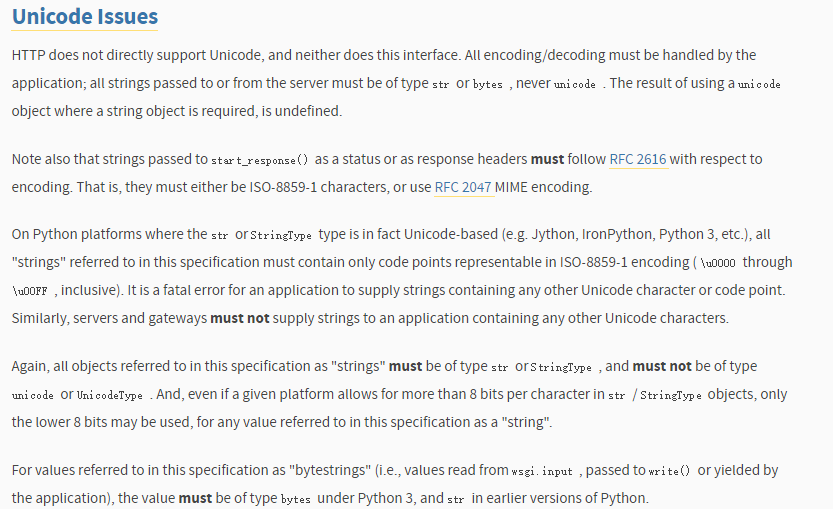 Unicode Issues
HTTP does not directly support Unicode, and neither does this interface. All encoding/decoding must be handled by the
application; all strings passed to or from the server must be of type str or bytes , never unicode . The result of using a unicode
object where a string object is required, is undefined.
Note also that strings passed to start_response() as a status or as response headers must follow RFC 2616 with respect to
encoding. That is, they must either be ISO-8859-1 characters, or use RFC 2047 MIME encoding.
On Python platforms where the str or StringType type is in fact Unicode-based (e.g. Jython, IronPython, Python 3, etc.), all
"strings" referred to in this specification must contain only code points representable in ISO-8859-1 encoding ( \u0000 through
\u00FF , inclusive). It is a fatal error for an application to supply strings containing any other Unicode character or code point.
Similarly, servers and gateways must not supply strings to an application containing any other Unicode characters.
Again, all objects referred to in this specification as "strings" must be of type str or StringType , and must not be of type
unicode or UnicodeType . And, even if a given platform allows for more than 8 bits per character in str / StringType objects, only
the lower 8 bits may be used, for any value referred to in this specification as a "string".
For values referred to in this specification as "bytestrings" (i.e., values read from wsgi.input , passed to write() or yielded by
the application), the value must be of type bytes under Python 3, and str in earlier versions of Python.